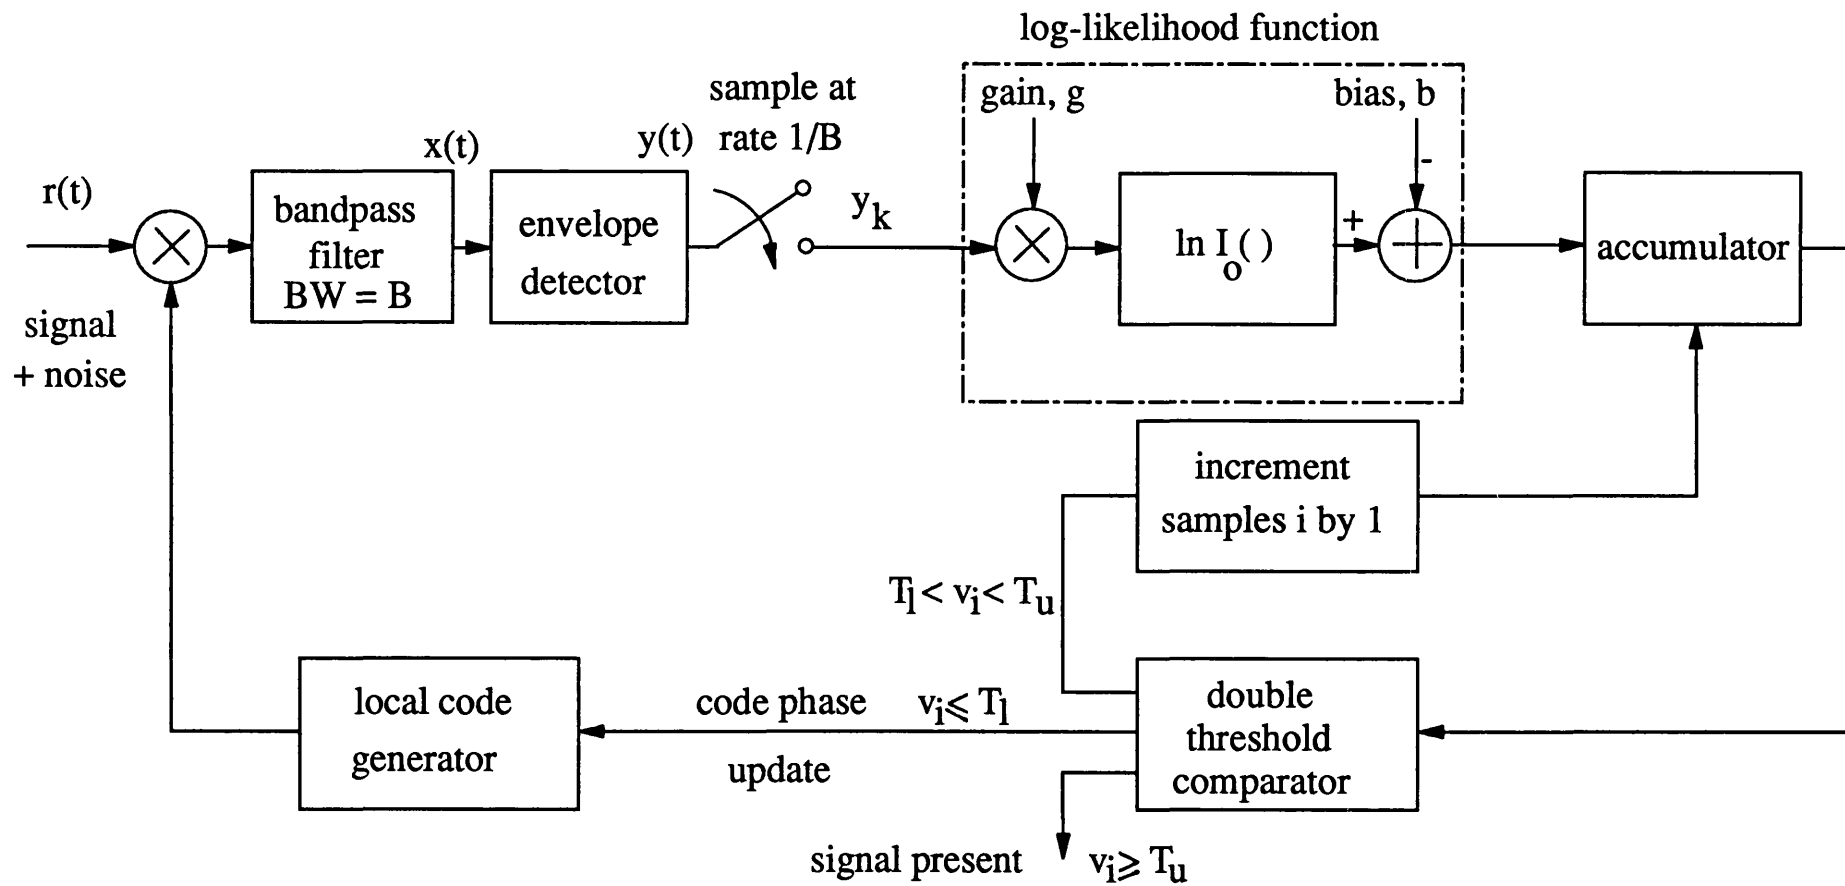 log-likelihood function
sample at
rate 1/B
gain, g
bias, b
r(t)
x(t)
y(t)
y_k
bandpass
filter
BW = B
envelope
detector
ln I_o( )
+
-
accumulator
signal
+ noise
increment
samples i by 1
T_l < v_i < T_u
local code
generator
code phase
update
v_i ⩽ T_l
double
threshold
comparator
signal present
v_i ⩾ T_u